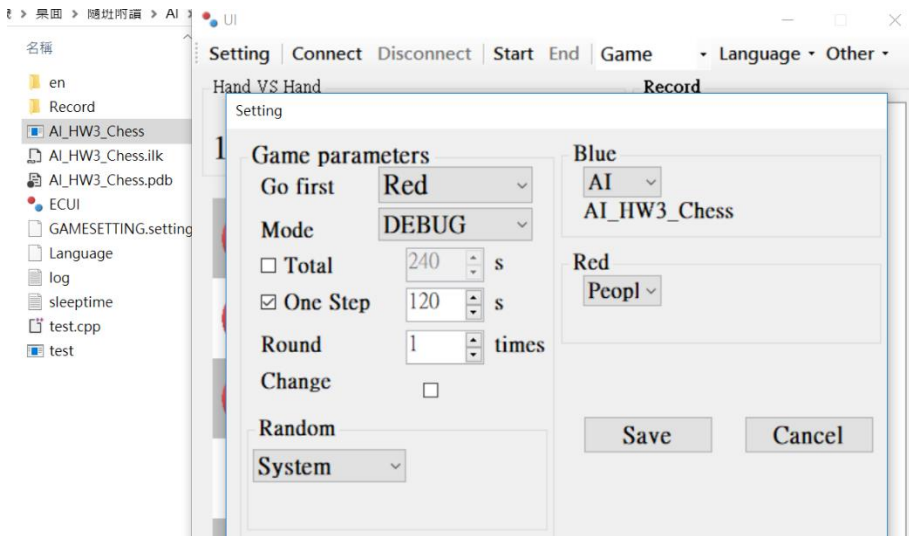 桌面 > 隨址附讀 > AI
名稱
en
Record
AI_HW3_Chess
AI_HW3_Chess.ilk
AI_HW3_Chess.pdb
ECUI
GAMESETTING.setting
Language
log
sleeptime
test.cpp
test
UI
Setting Connect Disconnect Start End Game Language Other
Hand VS Hand Record
1
Setting
Game parameters
Go first Red
Mode DEBUG
Total 240 s
One Step 120 s
Round 1 times
Change
Random
System
Blue
AI
AI_HW3_Chess
Red
Peopl
Save Cancel